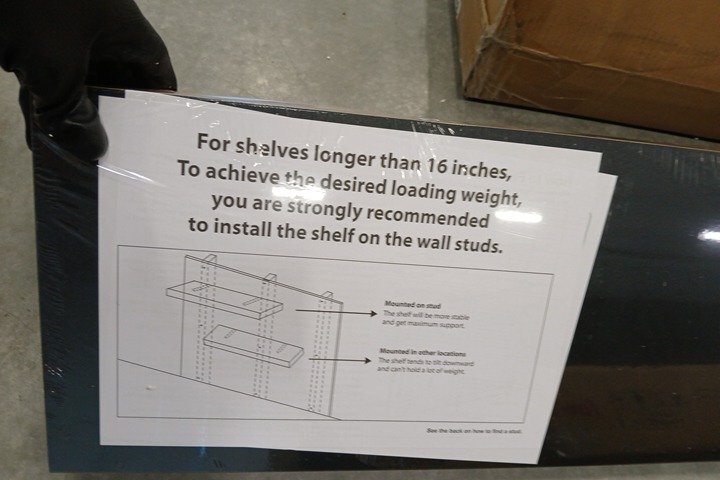 For shelves longer than 16 inches,
To achieve the desired loading weight,
you are strongly recommended
to install the shelf on the wall studs.
Mounted on stud
The shelf will be more stable
and get maximum support.
Mounted in other locations
The shelf tends to tilt downward
and can't hold a lot of weight.
See the back on how to find a stud.